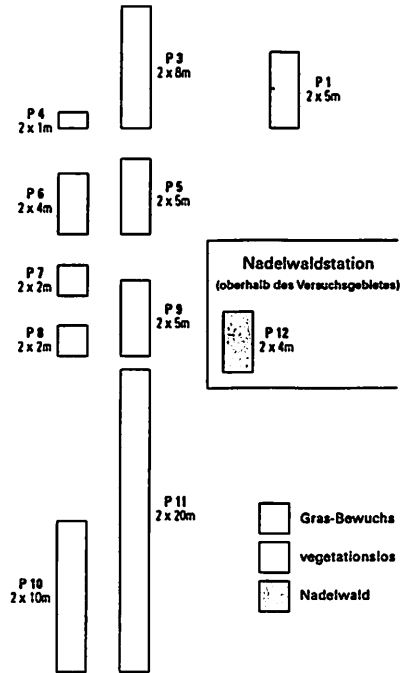 P 3
2 x 8m
P 1
2 x 5m
P 4
2 x 1m
P 6
2 x 4m
P 5
2 x 5m
P 7
2 x 2m
P 8
2 x 2m
P 9
2 x 5m
Nadelwaldstation
(oberhalb des Versuchsgebietes)
P 12
2 x 4m
P 11
2 x 20m
P 10
2 x 10m
Gras-Bewuchs
vegetationslos
Nadelwald